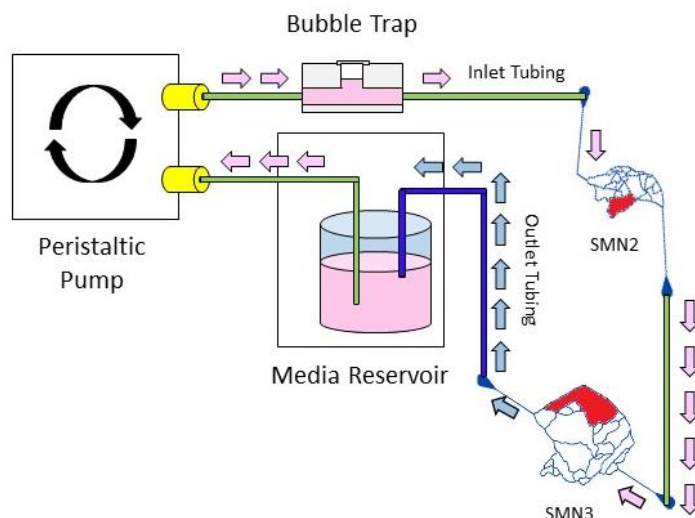 Bubble Trap
Inlet Tubing
SMN2
Outlet Tubing
Peristaltic
Pump
Media Reservoir
SMN3